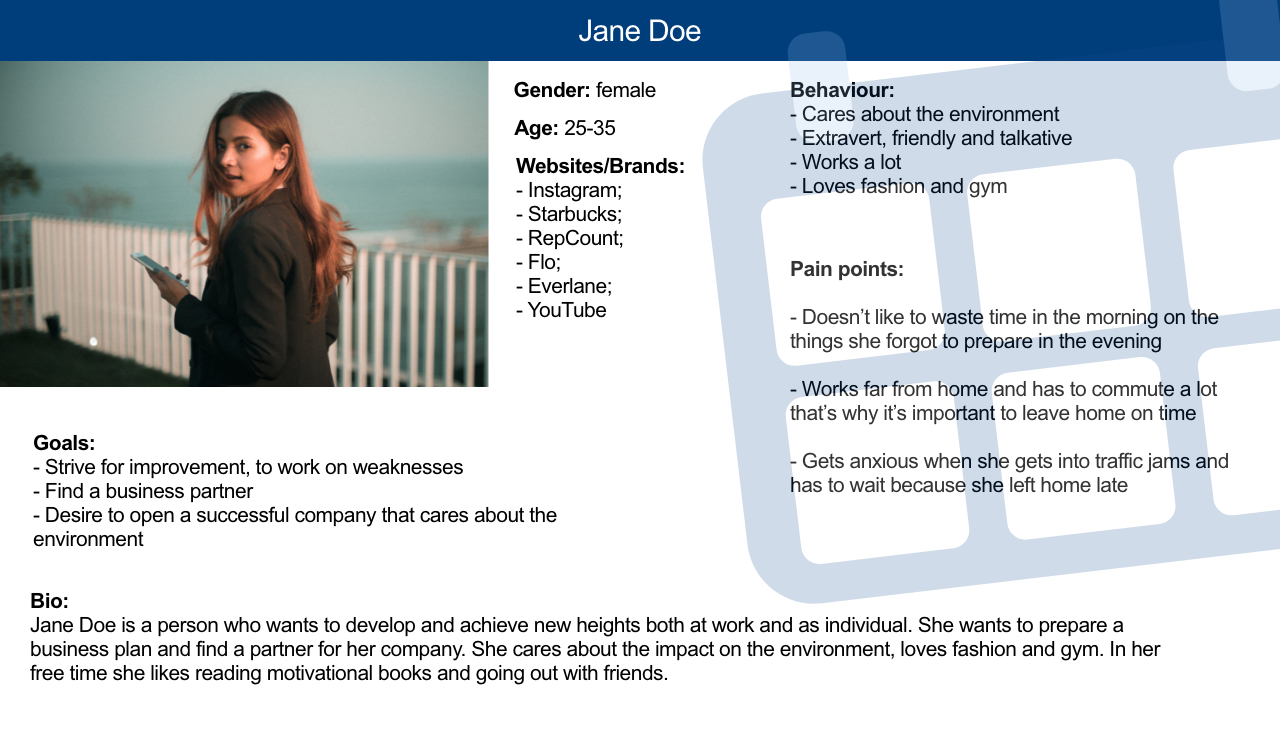 Jane Doe
Gender: female
Age: 25-35
Websites/Brands:
- Instagram;
- Starbucks;
- RepCount;
- Flo;
- Everlane;
- YouTube
Behaviour:
- Cares about the environment
- Extravert, friendly and talkative
- Works a lot
- Loves fashion and gym
Pain points:
- Doesn’t like to waste time in the morning on the
things she forgot to prepare in the evening
- Works far from home and has to commute a lot
that’s why it’s important to leave home on time
- Gets anxious when she gets into traffic jams and
has to wait because she left home late
Goals:
- Strive for improvement, to work on weaknesses
- Find a business partner
- Desire to open a successful company that cares about the
environment
Bio:
Jane Doe is a person who wants to develop and achieve new heights both at work and as individual. She wants to prepare a
business plan and find a partner for her company. She cares about the impact on the environment, loves fashion and gym. In her
free time she likes reading motivational books and going out with friends.